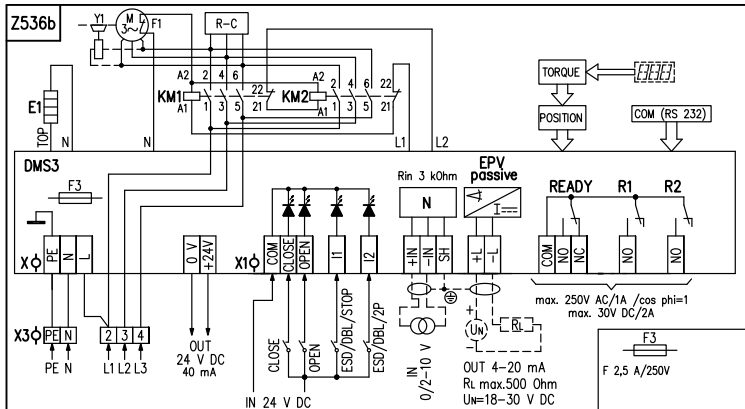 Z536b
Y1
M
3~
F1
R-C
E1
TOP
N
N
A2
2
4
6
22
KM1
A1
1
3
5
21
A2
2
4
6
22
KM2
A1
1
3
5
21
L1
L2
TORQUE
POSITION
COM (RS 232)
DMS3
F3
Rin 3 kOhm
N
EPV
passive
READY
R1
R2
X
PE
N
L
0 V
+24V
X1
COM
CLOSE
OPEN
I1
I2
+IN
-IN
SH
+L
-L
COM
NO
NC
NO
NO
X3
PE
N
2
3
4
PE
N
L1
L2
L3
OUT
24 V DC
40 mA
CLOSE
OPEN
ESD/DBL/STOP
ESD/DBL/2P
IN 24 V DC
IN
0/2-10 V
+
UN
-
RL
OUT 4-20 mA
RL max.500 Ohm
UN=18-30 V DC
max. 250V AC/1A /cos phi=1
max. 30V DC/2A
F3
F 2,5 A/250V